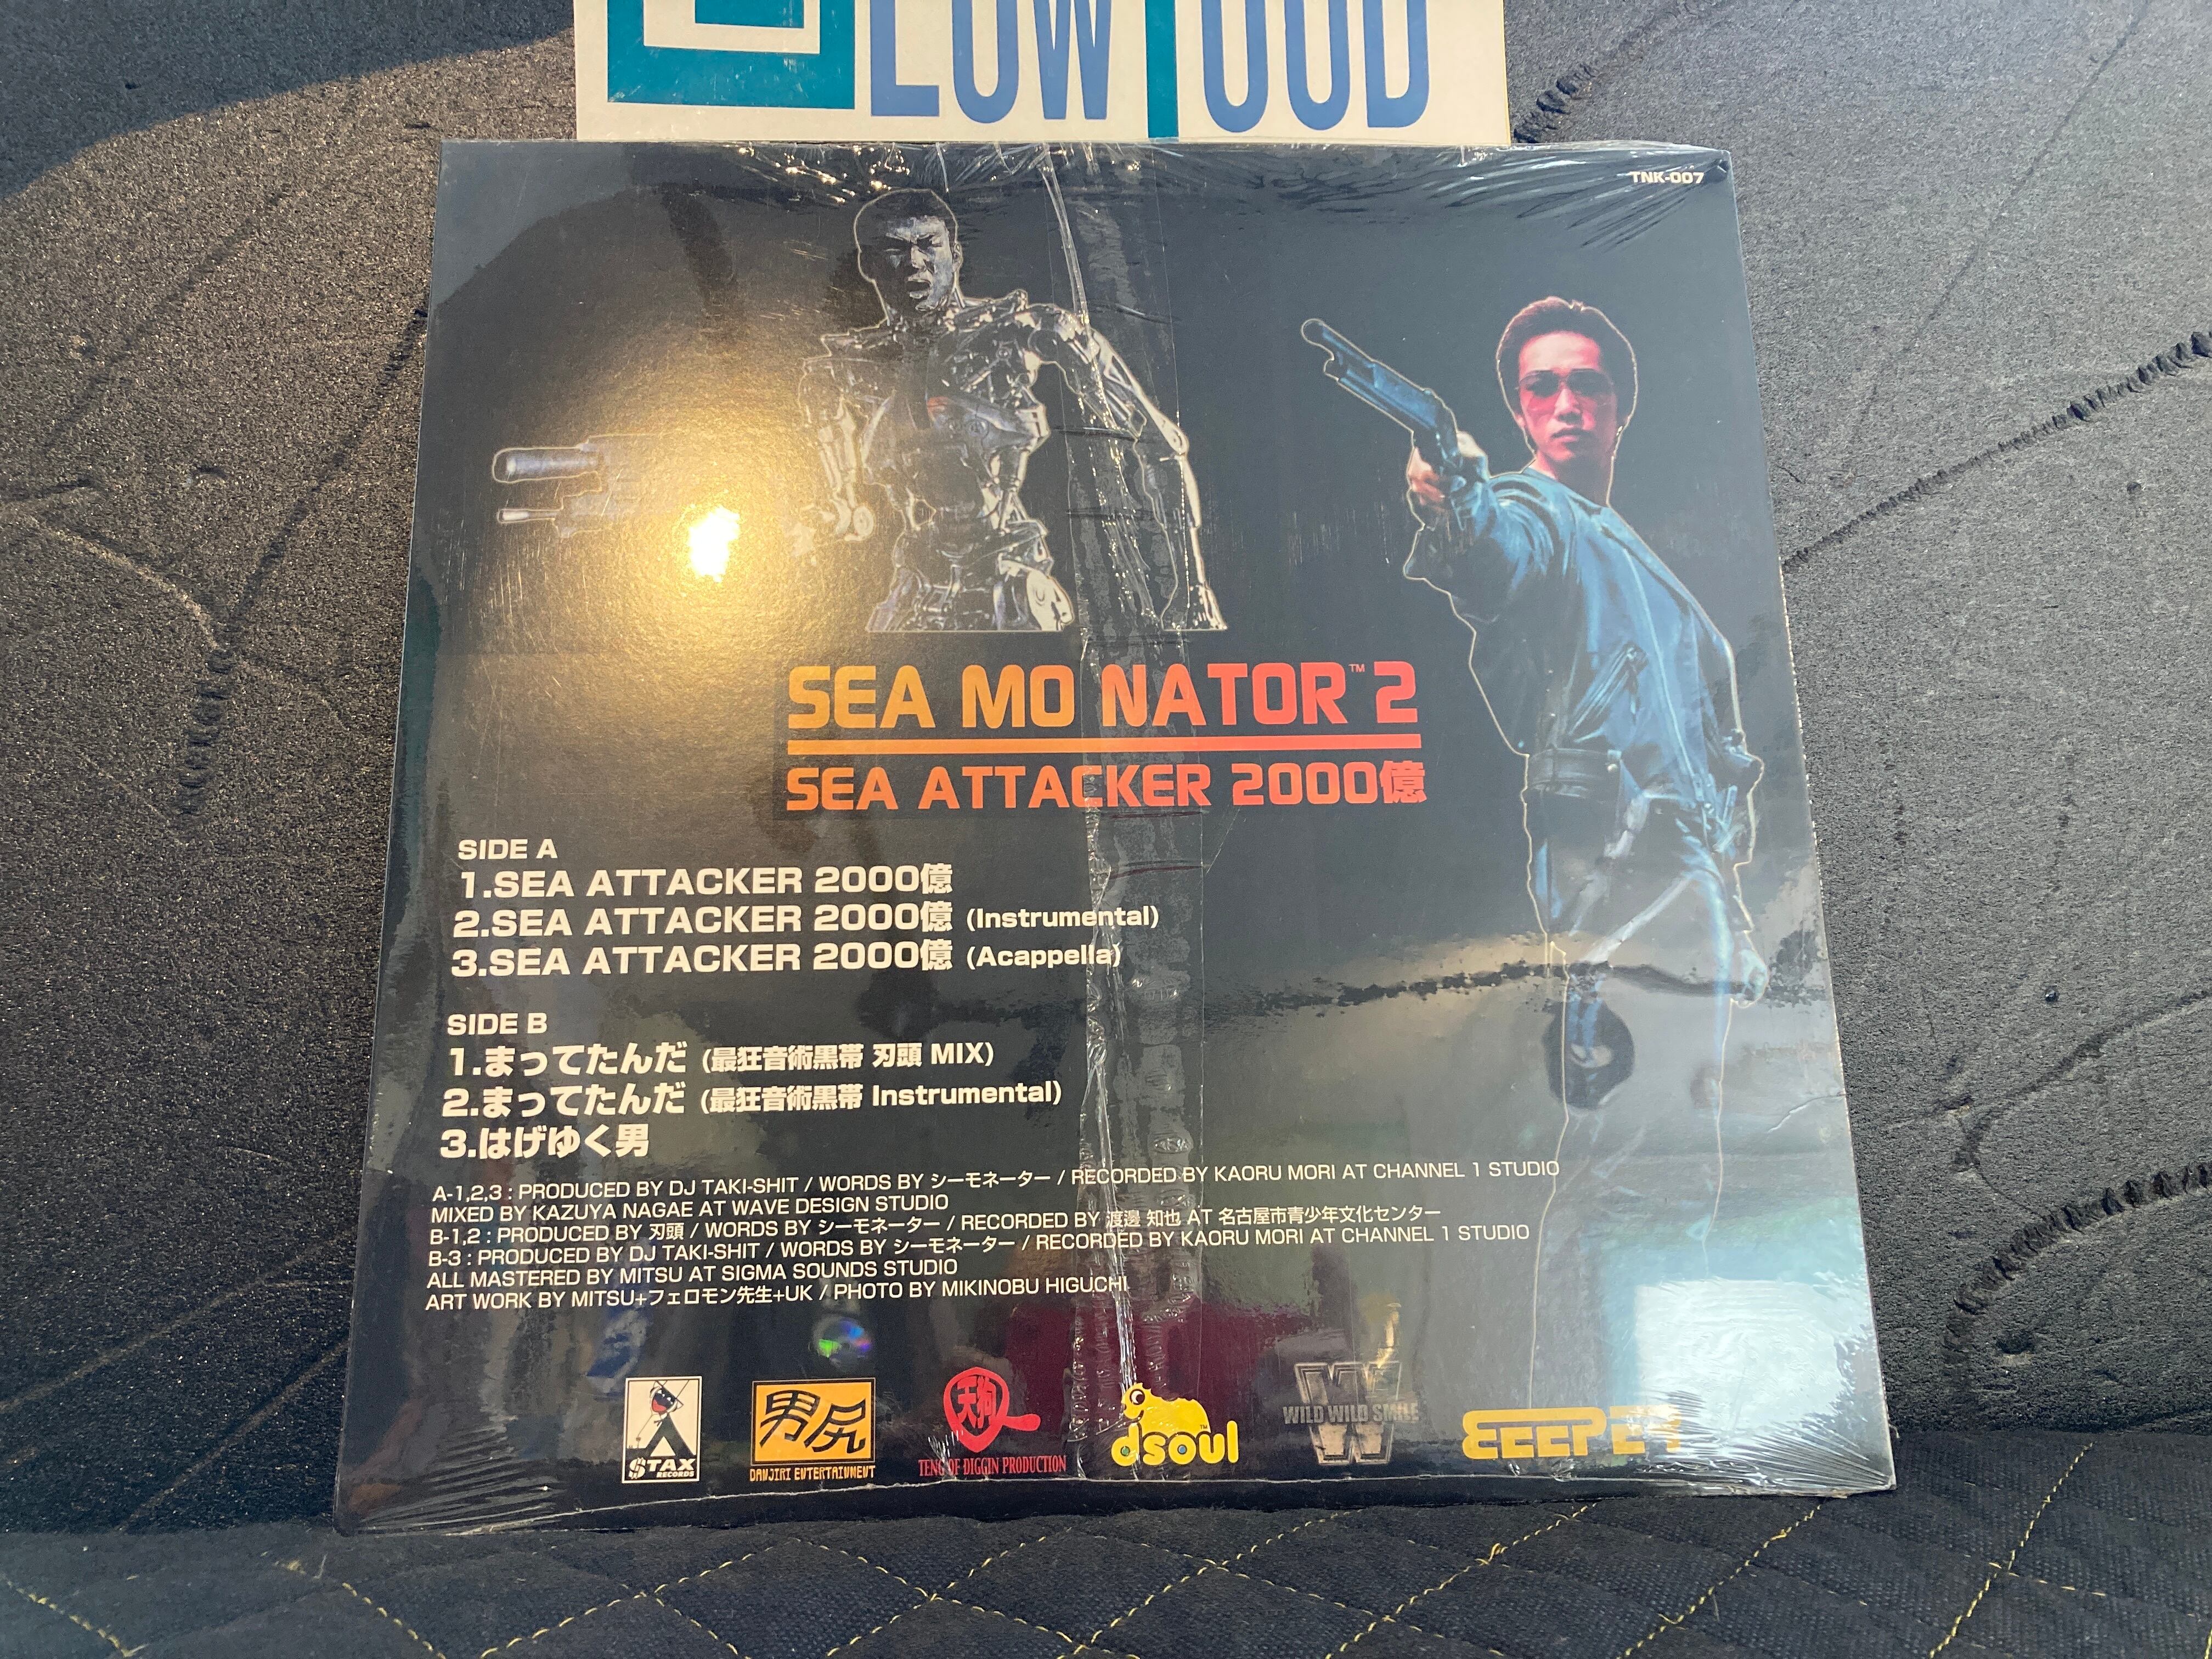 TNK-007
SEA MO NATOR™2
SEA ATTACKER 2000億
SIDE A
1.SEA ATTACKER 2000億
2.SEA ATTACKER 2000億 (Instrumental)
3.SEA ATTACKER 2000億 (Acappella)
SIDE B
1.まってたんだ (最狂音術黒帯 刃頭 MIX)
2.まってたんだ (最狂音術黒帯 Instrumental)
3.はげゆく男
A-1,2,3 : PRODUCED BY DJ TAKI-SHIT / WORDS BY シーモネーター / RECORDED BY KAORU MORI AT CHANNEL 1 STUDIO
MIXED BY KAZUYA NAGAE AT WAVE DESIGN STUDIO
B-1,2 : PRODUCED BY 刃頭 / WORDS BY シーモネーター / RECORDED BY 渡邊 知也 AT 名古屋市青少年文化センター
B-3 : PRODUCED BY DJ TAKI-SHIT / WORDS BY シーモネーター / RECORDED BY KAORU MORI AT CHANNEL 1 STUDIO
ALL MASTERED BY MITSU AT SIGMA SOUNDS STUDIO
ART WORK BY MITSU+フェロモン先生+UK / PHOTO BY MIKINOBU HIGUCHI
$TAX RECORDS
男尻
DANJIRI ENTERTAINMENT
天狗
TENG OF DIGGIN PRODUCTION
dsoul™
WILD WILD SMILE